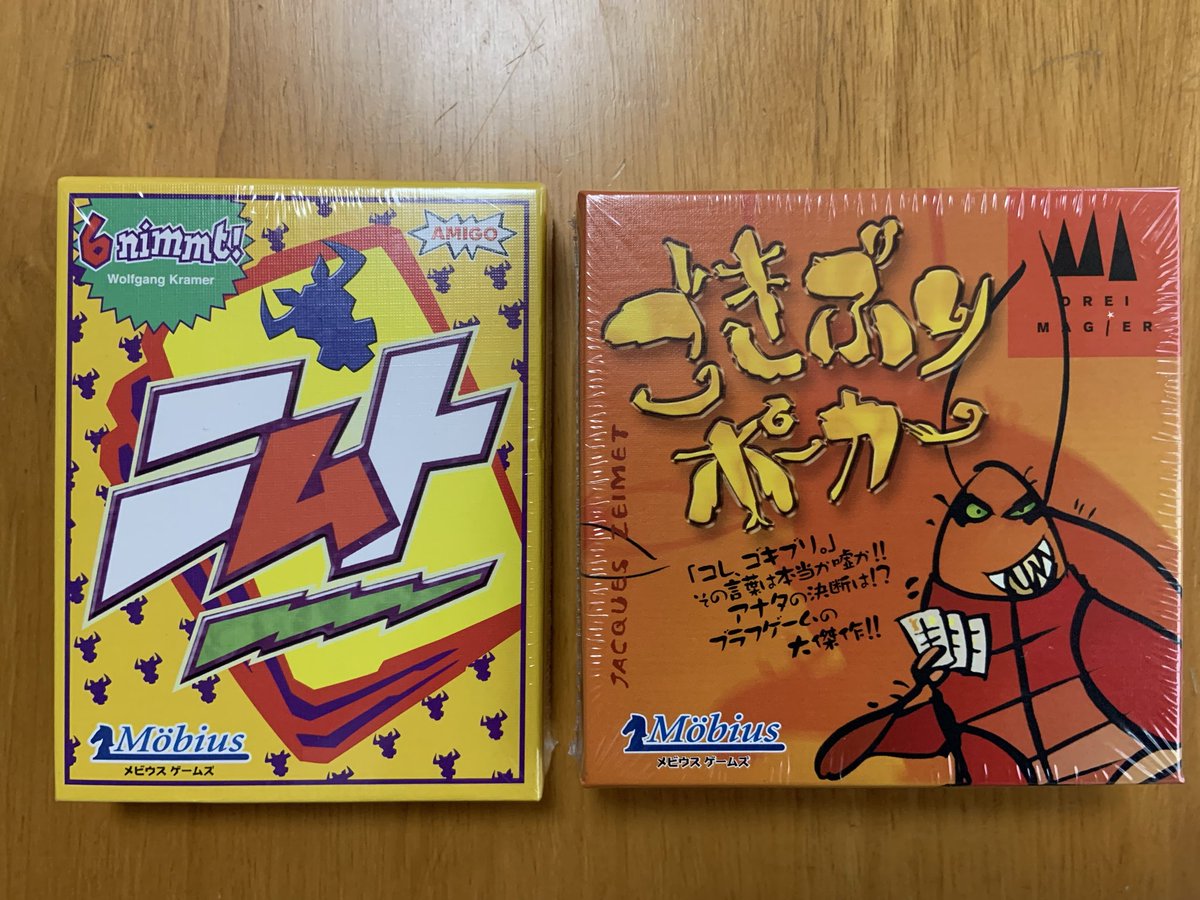 6 nimmt!
Wolfgang Kramer
AMIGO
ニムト
Möbius
メビウス ゲームズ
ごきぶり
ポーカー
DREI
MAGIER
JACQUES ZEIMET
「コレ、ゴキブリ。」
その言葉は本当か嘘か!!
アナタの決断は!?
ブラフゲームの
大傑作!!
Möbius
メビウス ゲームズ